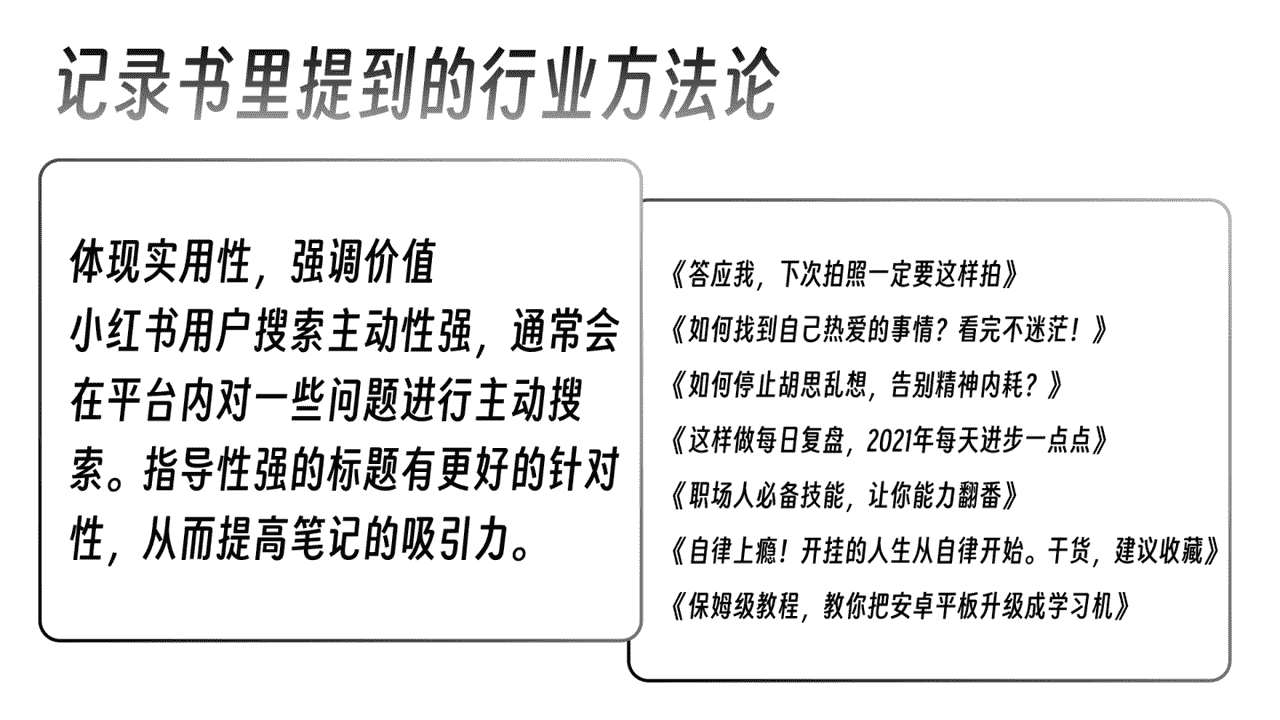 记录书里提到的行业方法论
体现实用性，强调价值
小红书用户搜索主动性强，通常会
在平台内对一些问题进行主动搜
索。指导性强的标题有更好的针对
性，从而提高笔记的吸引力。
《答应我，下次拍照一定要这样拍》
《如何找到自己热爱的事情？看完不迷茫！》
《如何停止胡思乱想，告别精神内耗？》
《这样做每日复盘，2021年每天进步一点点》
《职场人必备技能，让你能力翻番》
《自律上瘾！开挂的人生从自律开始。干货，建议收藏》
《保姆级教程，教你把安卓平板升级成学习机》